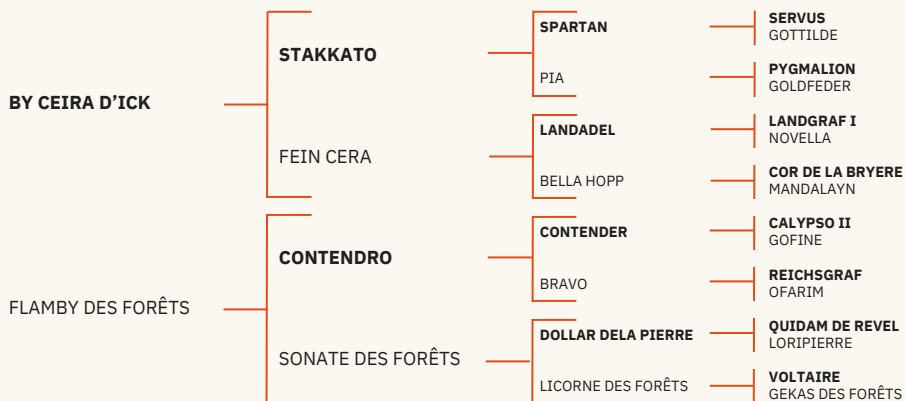 BY CEIRA D'ICK
STAKKATO
SPARTAN
SERVUS
GOTTILDE
PIA
PYGMALION
GOLDFEDER
FEIN CERA
LANDADEL
LANDGRAF I
NOVELLA
BELLA HOPP
COR DE LA BRYERE
MANDALAYN
FLAMBY DES FORÊTS
CONTENDRO
CONTENDER
CALYPSO II
GOFINE
BRAVO
REICHSGRAF
OFARIM
SONATE DES FORÊTS
DOLLAR DELA PIERRE
QUIDAM DE REVEL
LORIPIERRE
LICORNE DES FORÊTS
VOLTAIRE
GEKAS DES FORÊTS